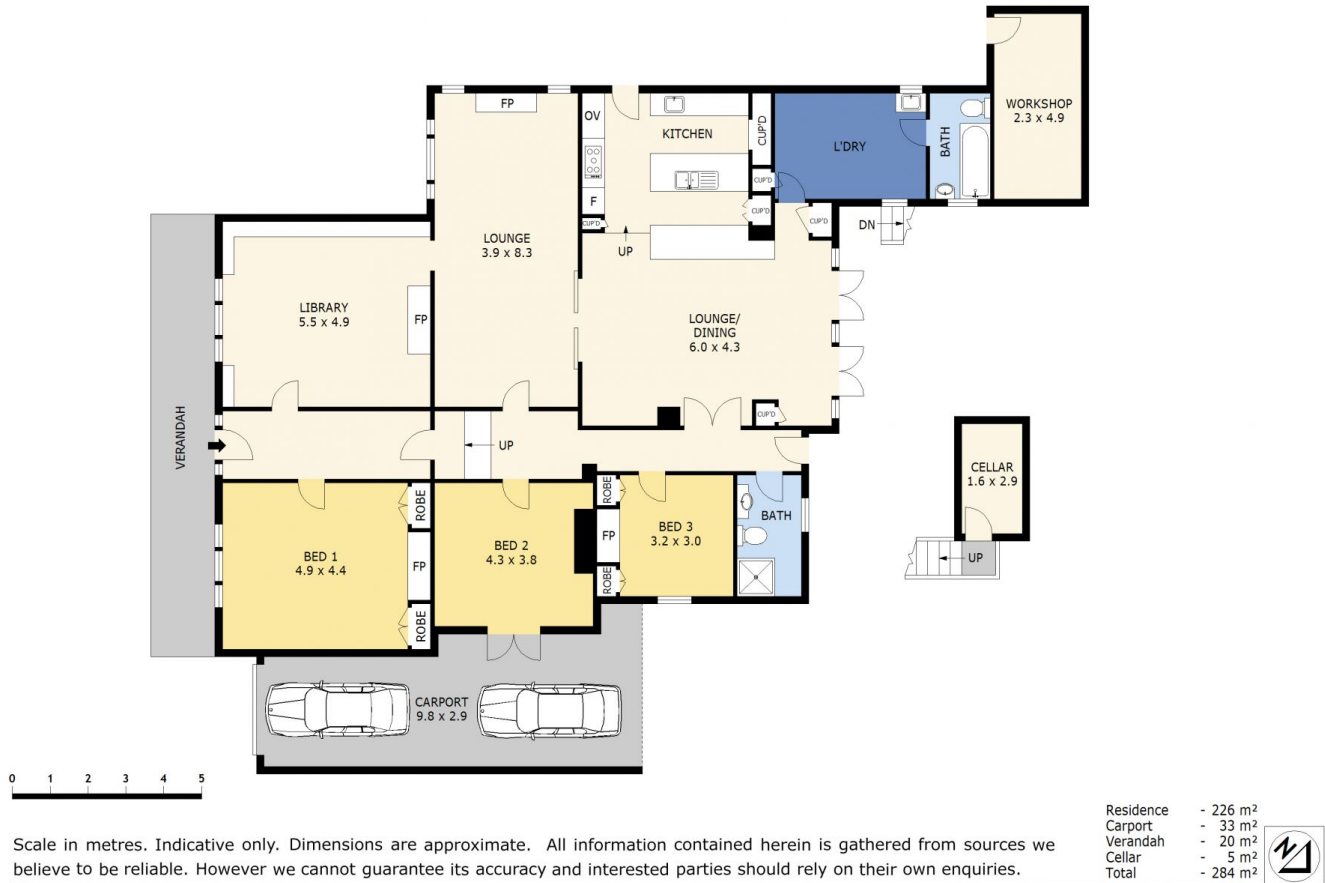 WORKSHOP
2.3 x 4.9
FP
OV
KITCHEN
CUP'D
L'DRY
BATH
F
CUP'D
CUP'D
CUP'D
CUP'D
DN
UP
LOUNGE
3.9 x 8.3
LIBRARY
5.5 x 4.9
FP
LOUNGE/
DINING
6.0 x 4.3
CUP'D
VERANDAH
UP
CELLAR
1.6 x 2.9
UP
BED 1
4.9 x 4.4
ROBE
FP
ROBE
BED 2
4.3 x 3.8
ROBE
FP
ROBE
BED 3
3.2 x 3.0
BATH
CARPORT
9.8 x 2.9
0 1 2 3 4 5
Scale in metres. Indicative only. Dimensions are approximate. All information contained herein is gathered from sources we
believe to be reliable. However we cannot guarantee its accuracy and interested parties should rely on their own enquiries.
Residence - 226 m²
Carport - 33 m²
Verandah - 20 m²
Cellar - 5 m²
Total - 284 m²
N